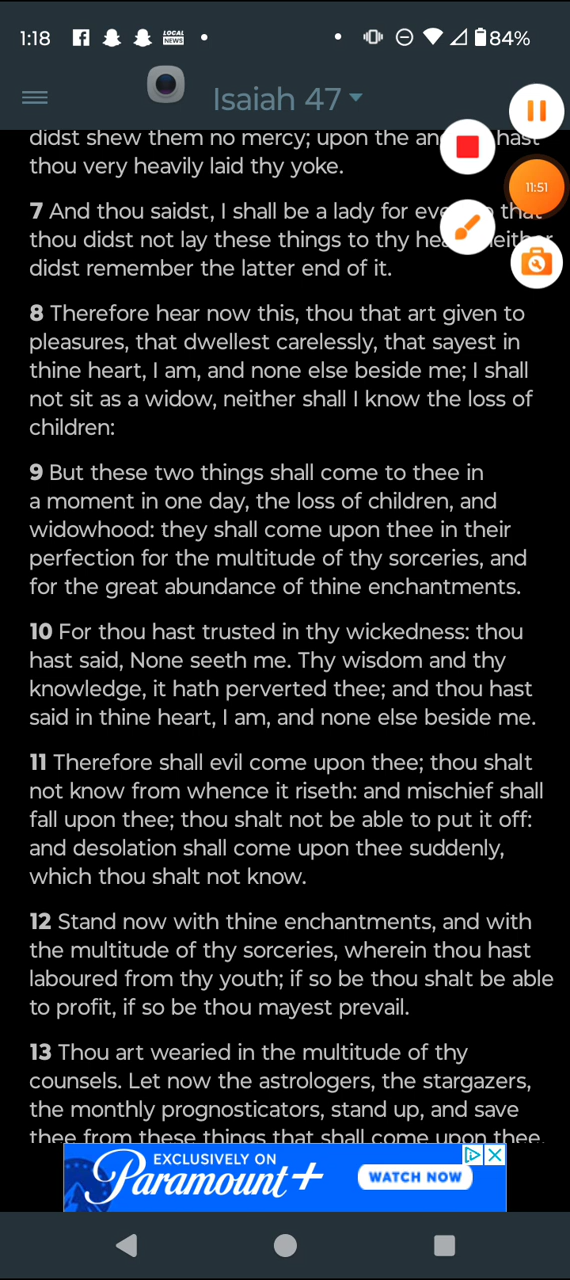 1:18
LOCAL
NEWS
84%
Isaiah 47
didst shew them no mercy; upon the hast
thou very heavily laid thy yoke.
11:51
7 And thou saidst, I shall be a lady for that
thou didst not lay these things to thy
didst remember the latter end of it.
8 Therefore hear now this, thou that art given to
pleasures, that dwellest carelessly, that sayest in
thine heart, I am, and none else beside me; I shall
not sit as a widow, neither shall I know the loss of
children:
9 But these two things shall come to thee in
a moment in one day, the loss of children, and
widowhood: they shall come upon thee in their
perfection for the multitude of thy sorceries, and
for the great abundance of thine enchantments.
10 For thou hast trusted in thy wickedness: thou
hast said, None seeth me. Thy wisdom and thy
knowledge, it hath perverted thee; and thou hast
said in thine heart, I am, and none else beside me.
11 Therefore shall evil come upon thee; thou shalt
not know from whence it riseth: and mischief shall
fall upon thee; thou shalt not be able to put it off:
and desolation shall come upon thee suddenly,
which thou shalt not know.
12 Stand now with thine enchantments, and with
the multitude of thy sorceries, wherein thou hast
laboured from thy youth; if so be thou shalt be able
to profit, if so be thou mayest prevail.
13 Thou art wearied in the multitude of thy
counsels. Let now the astrologers, the stargazers,
the monthly prognosticators, stand up, and save
thee from these things that shall come upon thee.
EXCLUSIVELY ON
Paramount+
WATCH NOW